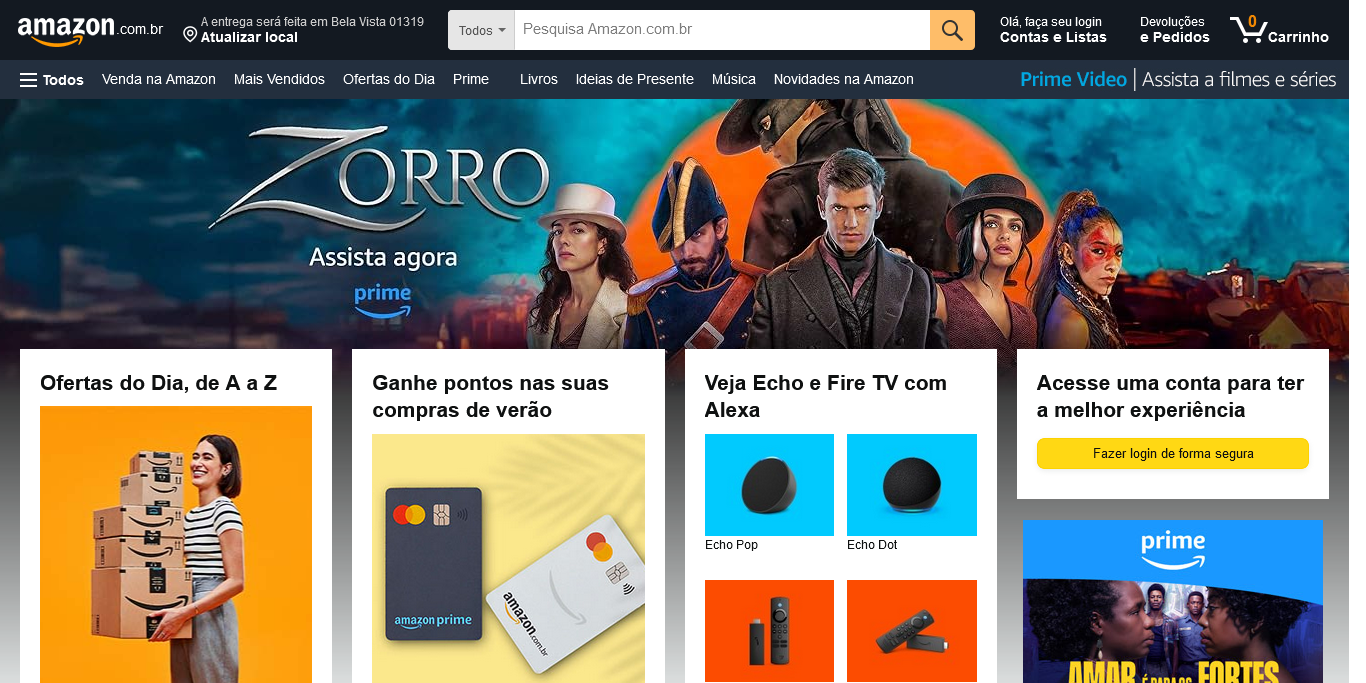 amazon.com.br
A entrega será feita em Bela Vista 01319
Atualizar local
Todos
Pesquisa Amazon.com.br
Olá, faça seu login
Contas e Listas
Devoluções
e Pedidos
0
Carrinho
Todos
Venda na Amazon
Mais Vendidos
Ofertas do Dia
Prime
Livros
Ideias de Presente
Música
Novidades na Amazon
Prime Video | Assista a filmes e séries
ZORRO
Assista agora
prime
Ofertas do Dia, de A a Z
Ganhe pontos nas suas
compras de verão
amazon prime
amazon.com.br
Veja Echo e Fire TV com
Alexa
Echo Pop
Echo Dot
Acesse uma conta para ter
a melhor experiência
Fazer login de forma segura
prime
AMAR É PARA OS FORTES